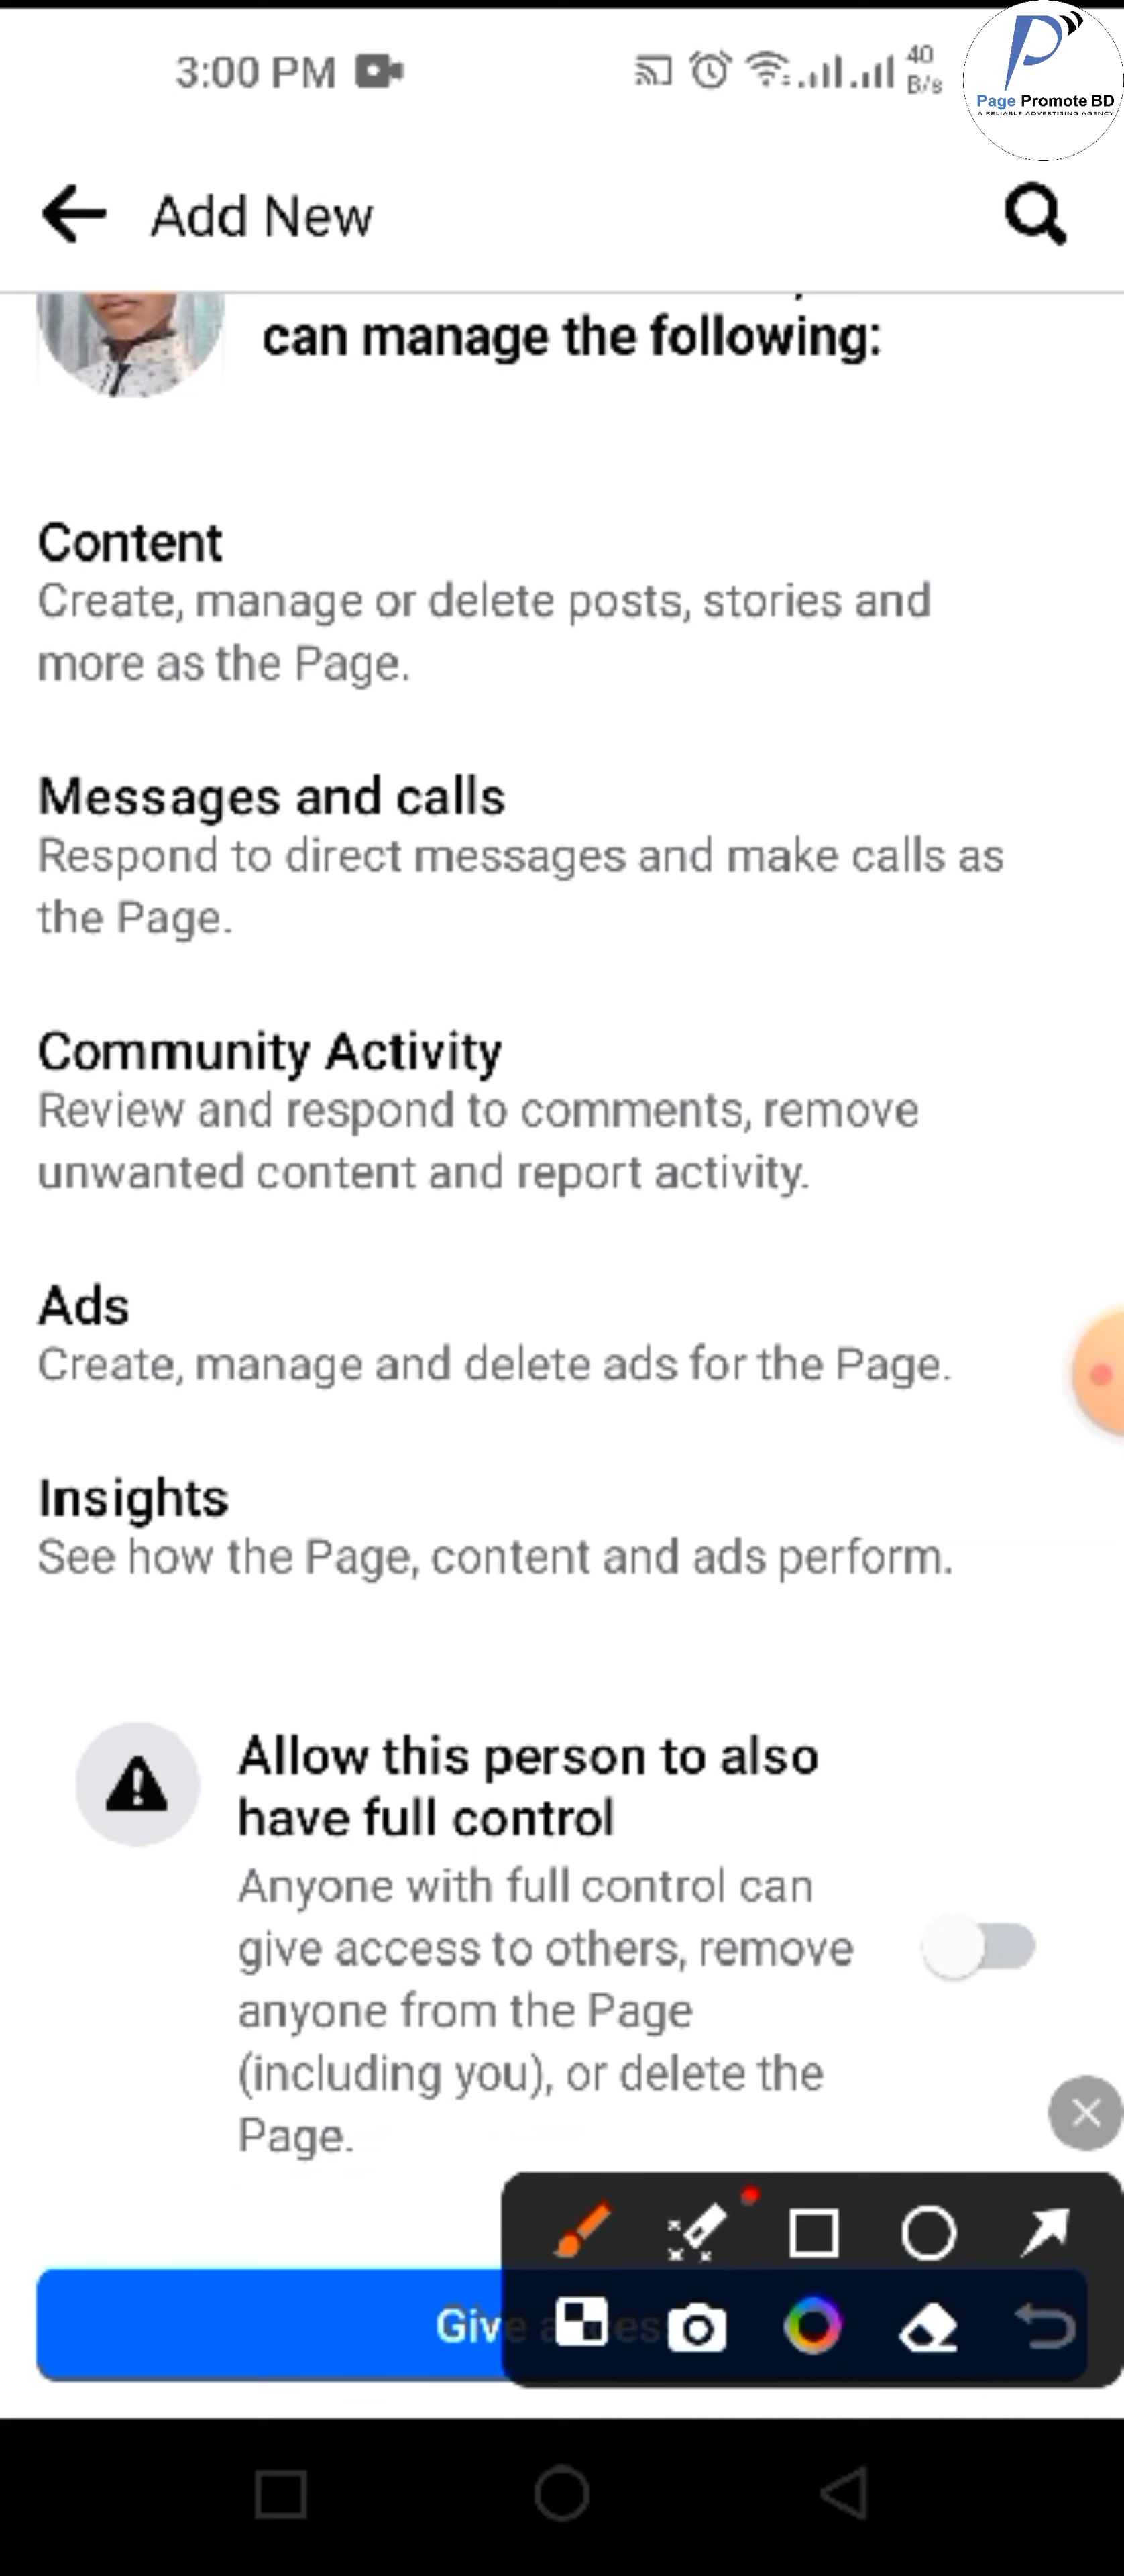 3:00 PM
40
B/s
Page Promote BD
A RELIABLE ADVERTISING AGENCY
Add New
can manage the following:
Content
Create, manage or delete posts, stories and
more as the Page.
Messages and calls
Respond to direct messages and make calls as
the Page.
Community Activity
Review and respond to comments, remove
unwanted content and report activity.
Ads
Create, manage and delete ads for the Page.
Insights
See how the Page, content and ads perform.
Allow this person to also
have full control
Anyone with full control can
give access to others, remove
anyone from the Page
(including you), or delete the
Page.
Give